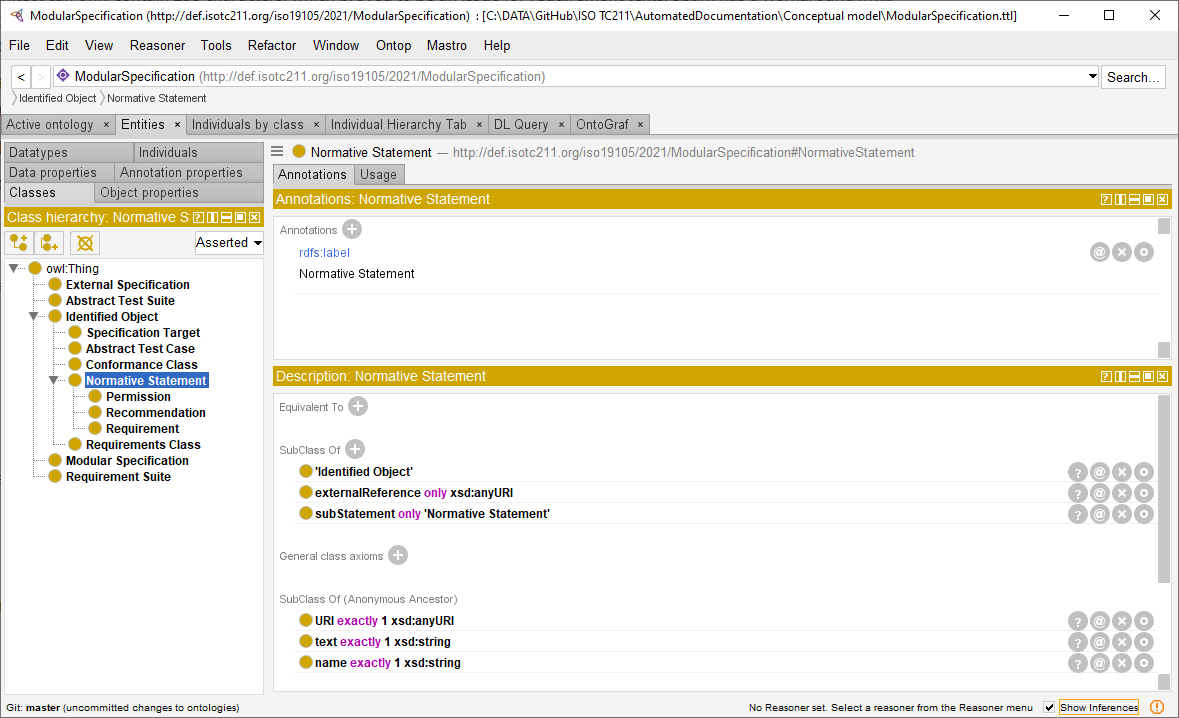 ModularSpecification (http://def.isotc211.org/iso19105/2021/ModularSpecification) : [C:\DATA\GitHub\ISO TC211\AutomatedDocumentation\Conceptual model\ModularSpecification.ttl]
File Edit View Reasoner Tools Refactor Window Ontop Mastro Help
< > ModularSpecification (http://def.isotc211.org/iso19105/2021/ModularSpecification) Search...
Identified Object Normative Statement
Active ontology × Entities × Individuals by class × Individual Hierarchy Tab × DL Query × OntoGraf ×
Datatypes Individuals
Data properties Annotation properties
Classes Object properties
Class hierarchy: Normative S
Asserted
owl:Thing
External Specification
Abstract Test Suite
Identified Object
Specification Target
Abstract Test Case
Conformance Class
Normative Statement
Permission
Recommendation
Requirement
Requirements Class
Modular Specification
Requirement Suite
Normative Statement — http://def.isotc211.org/iso19105/2021/ModularSpecification#NormativeStatement
Annotations Usage
Annotations: Normative Statement
Annotations
rdfs:label
Normative Statement
Description: Normative Statement
Equivalent To
SubClass Of
'Identified Object'
externalReference only xsd:anyURI
subStatement only 'Normative Statement'
General class axioms
SubClass Of (Anonymous Ancestor)
URI exactly 1 xsd:anyURI
text exactly 1 xsd:string
name exactly 1 xsd:string
Git: master (uncommitted changes to ontologies) No Reasoner set. Select a reasoner from the Reasoner menu Show Inferences